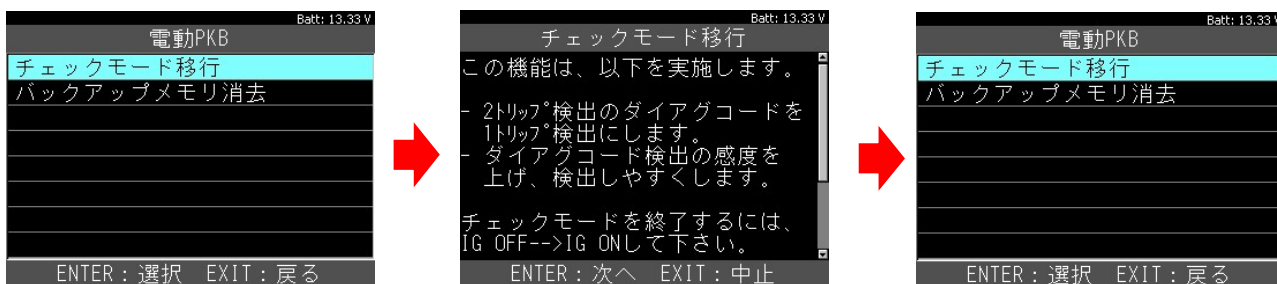 Batt: 13.33 V
電動PKB
チェックモード移行
バックアップメモリ消去
ENTER：選択　EXIT：戻る
Batt: 13.33 V
チェックモード移行
この機能は、以下を実施します。
- 2ﾄﾘｯﾌﾟ検出のダイアグコードを
1ﾄﾘｯﾌﾟ検出にします。
- ダイアグコード検出の感度を
上げ、検出しやすくします。
チェックモードを終了するには、
IG OFF-->IG ONして下さい。
ENTER：次へ　EXIT：中止
Batt: 13.33 V
電動PKB
チェックモード移行
バックアップメモリ消去
ENTER：選択　EXIT：戻る